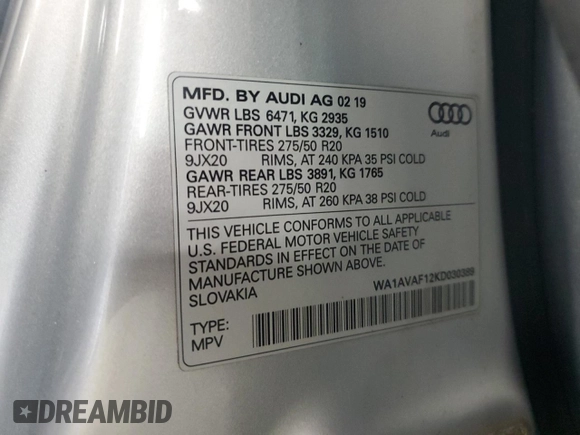 MFD. BY AUDI AG 02 19
GVWR LBS 6471, KG 2935
GAWR FRONT LBS 3329, KG 1510
FRONT-TIRES 275/50 R20
9JX20 RIMS, AT 240 KPA 35 PSI COLD
GAWR REAR LBS 3891, KG 1765
REAR-TIRES 275/50 R20
9JX20 RIMS, AT 260 KPA 38 PSI COLD
Audi
THIS VEHICLE CONFORMS TO ALL APPLICABLE
U.S. FEDERAL MOTOR VEHICLE SAFETY
STANDARDS IN EFFECT ON THE DATE OF
MANUFACTURE SHOWN ABOVE.
SLOVAKIA
WA1AVAF12KD030389
TYPE:
MPV
DREAMBID